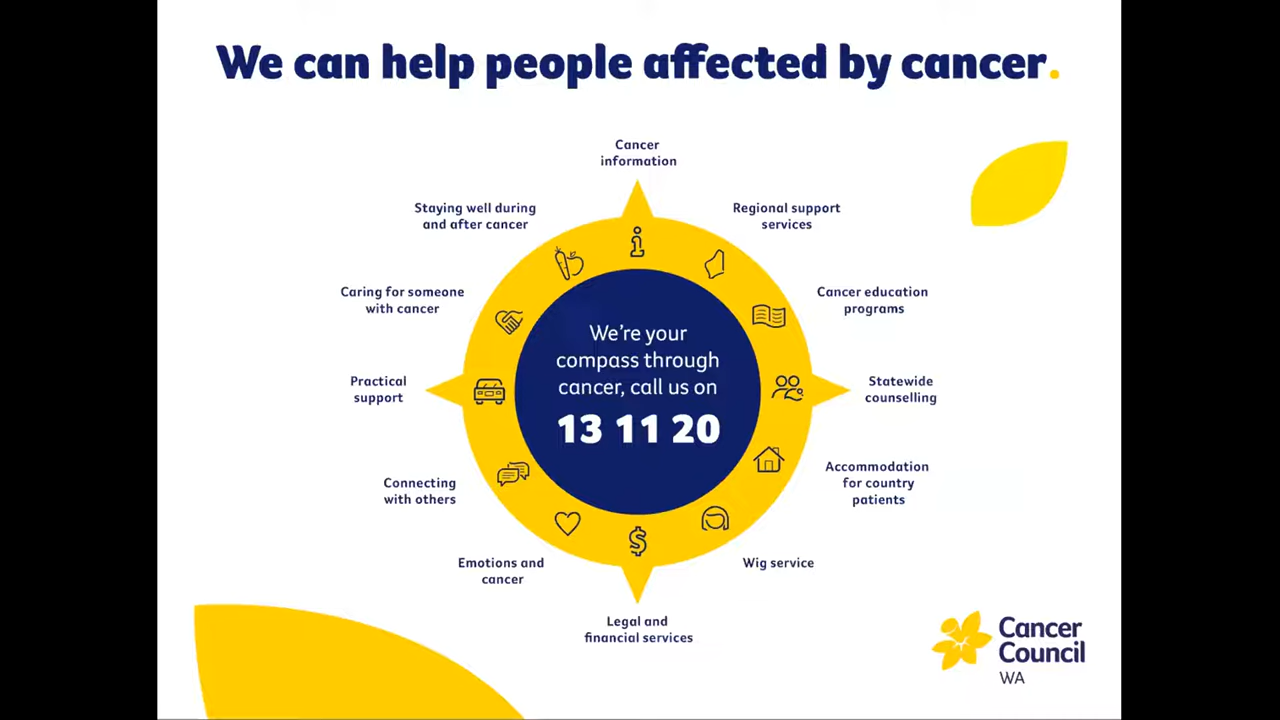 We can help people affected by cancer.
Cancer
information
Regional support
services
Cancer education
programs
Statewide
counselling
Accommodation
for country
patients
Wig service
Legal and
financial services
Emotions and
cancer
Connecting
with others
Practical
support
Caring for someone
with cancer
Staying well during
and after cancer
i
$
We're your
compass through
cancer, call us on
13 11 20
Cancer
Council
WA